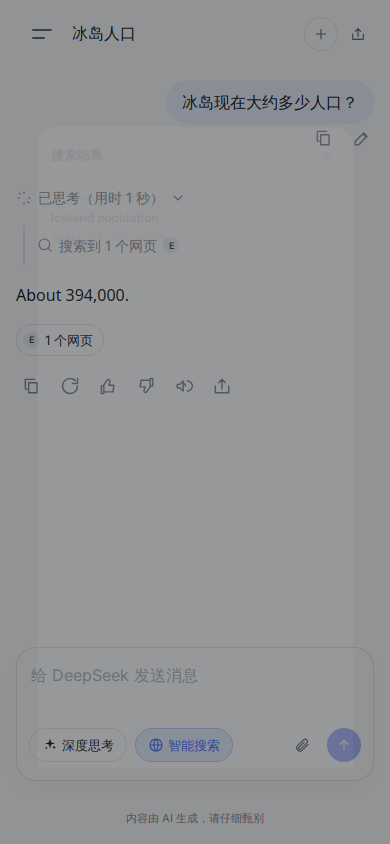 冰岛人口
冰岛现在大约多少人口？
搜索结果
已思考（用时 1 秒）
Iceland population
搜索到 1 个网页 E
About 394,000.
E 1 个网页
给 DeepSeek 发送消息
深度思考 智能搜索
内容由 AI 生成，请仔细甄别